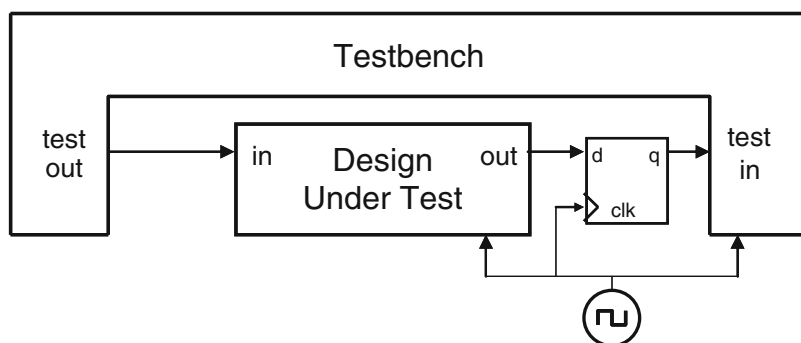 Testbench
test
out
in
Design
Under Test
out
d
q
clk
test
in